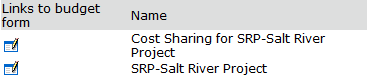 Links to budget form Name
Cost Sharing for SRP-Salt River Project
SRP-Salt River Project